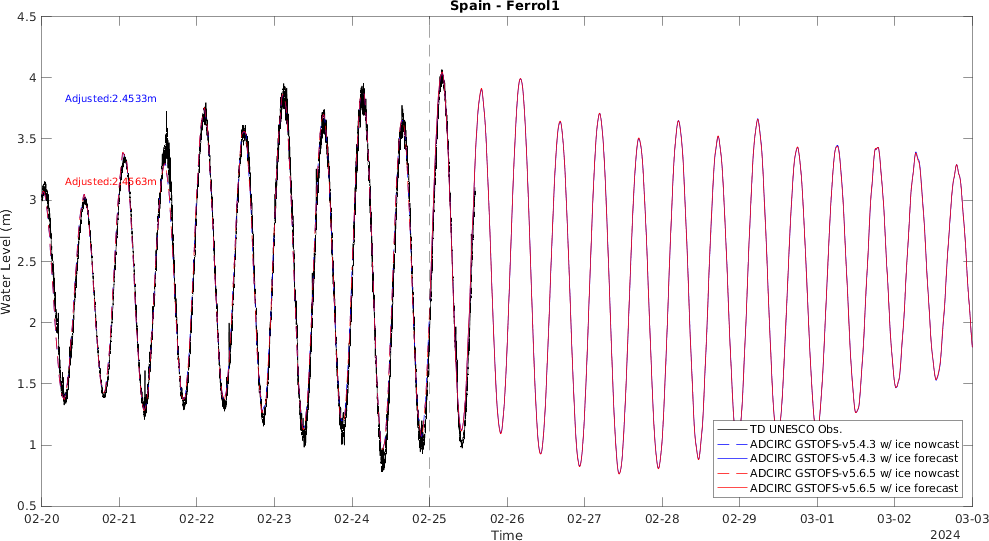 Spain - Ferrol1
4.5
4
3.5
3
2.5
2
1.5
1
0.5
Water Level (m)
Adjusted:2.4533m
Adjusted:2.4563m
TD UNESCO Obs.
ADCIRC GSTOFS-v5.4.3 w/ ice nowcast
ADCIRC GSTOFS-v5.4.3 w/ ice forecast
ADCIRC GSTOFS-v5.6.5 w/ ice nowcast
ADCIRC GSTOFS-v5.6.5 w/ ice forecast
02-20 02-21 02-22 02-23 02-24 02-25 02-26 02-27 02-28 02-29 03-01 03-02 03-03
Time
2024